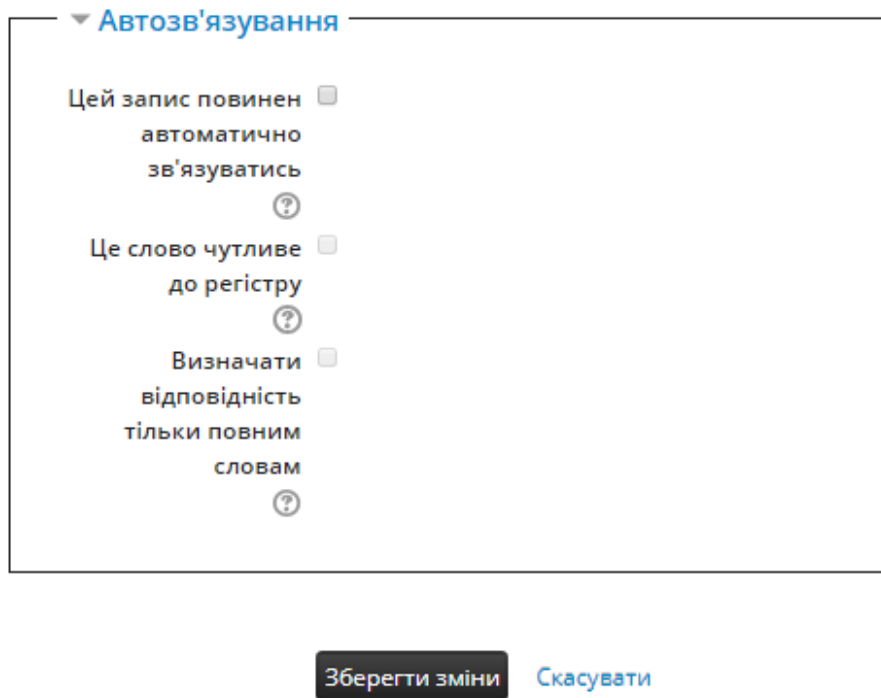 Автозв'язування
Цей запис повинен
автоматично
зв'язуватись
Це слово чутливе
до регістру
Визначати
відповідність
тільки повним
словам
Зберегти зміни Скасувати